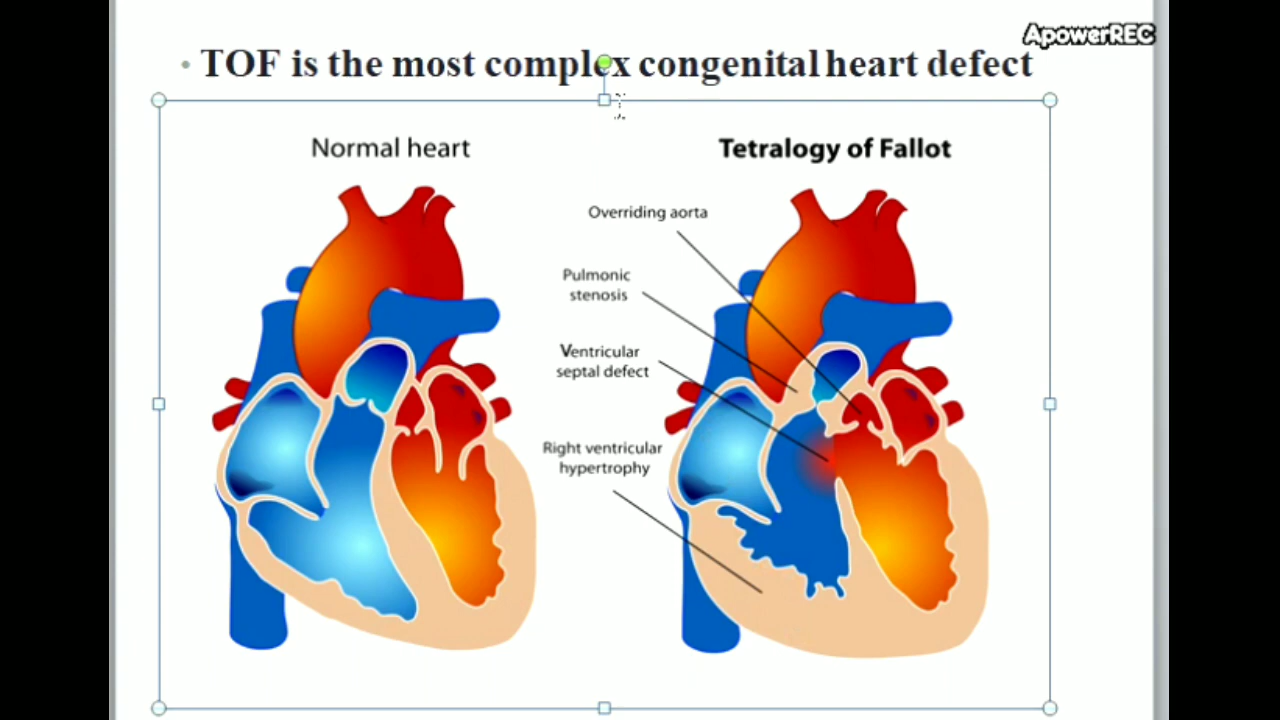 ApowerREC
• TOF is the most complex congenital heart defect
Normal heart
Tetralogy of Fallot
Overriding aorta
Pulmonic
stenosis
Ventricular
septal defect
Right ventricular
hypertrophy